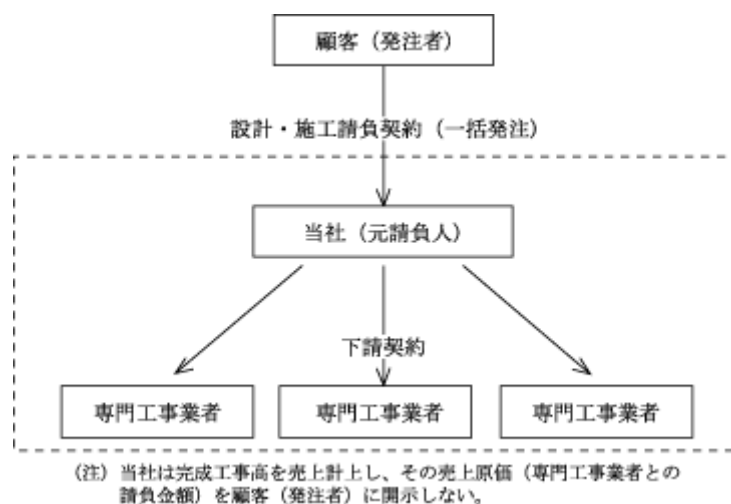 顧客（発注者）
設計・施工請負契約（一括発注）
当社（元請負人）
下請契約
専門工事業者
専門工事業者
専門工事業者
（注）当社は完成工事高を売上計上し、その売上原価（専門工事業者との
請負金額）を顧客（発注者）に開示しない。